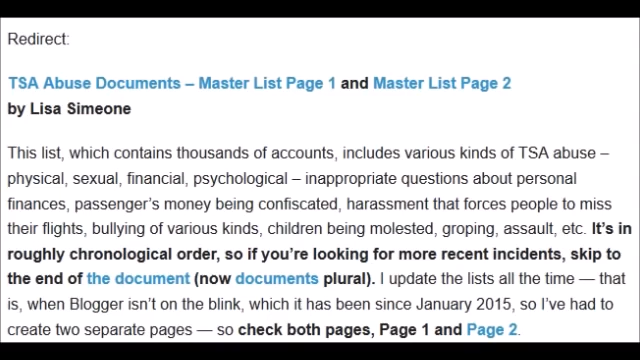 Redirect:
TSA Abuse Documents – Master List Page 1 and Master List Page 2
by Lisa Simeone
This list, which contains thousands of accounts, includes various kinds of TSA abuse –
physical, sexual, financial, psychological – inappropriate questions about personal
finances, passenger's money being confiscated, harassment that forces people to miss
their flights, bullying of various kinds, children being molested, groping, assault, etc. It's in
roughly chronological order, so if you're looking for more recent incidents, skip to
the end of the document (now documents plural). I update the lists all the time — that
is, when Blogger isn't on the blink, which it has been since January 2015, so I've had to
create two separate pages — so check both pages, Page 1 and Page 2.